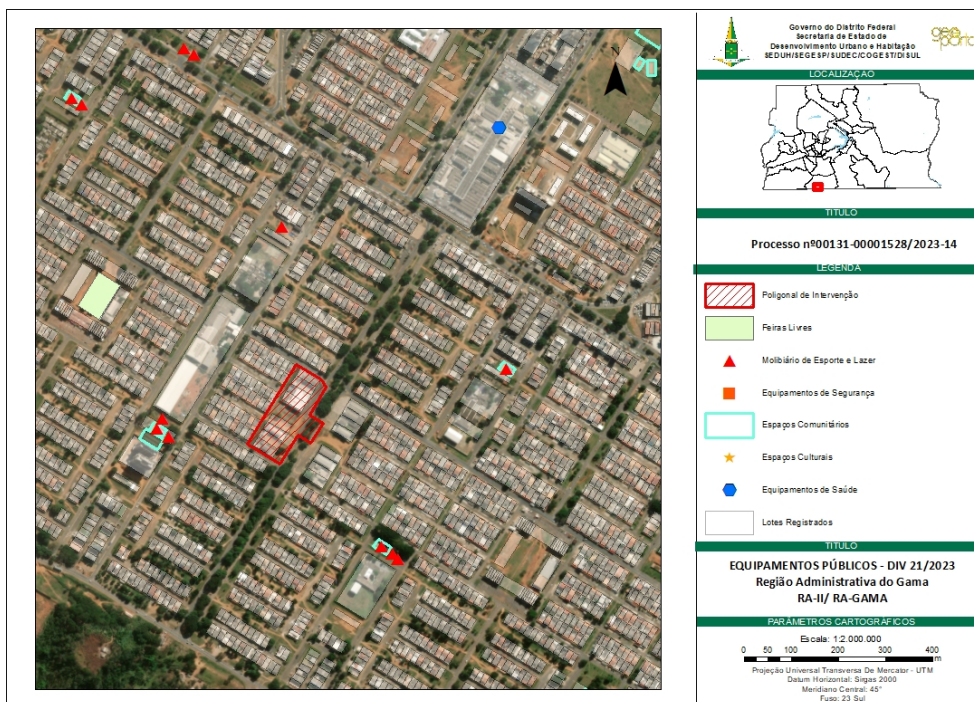 N
Governo do Distrito Federal
Secretaria de Estado de
Desenvolvimento Urbano e Habitação
SEDUH/SEGESP/SUDEC/COGEST/DISUL
LOCALIZAÇÃO
TITULO
Processo nº00131-00001528/2023-14
LEGENDA
Poligonal de Intervenção
Feiras Livres
Molibiário de Esporte e Lazer
Equipamentos de Segurança
Espaços Comunitários
Espaços Culturais
Equipamentos de Saúde
Lotes Registrados
TITULO
EQUIPAMENTOS PÚBLICOS - DIV 21/2023
Região Administrativa do Gama
RA-II/ RA-GAMA
PARÂMETROS CARTOGRÁFICOS
Escala: 1:2.000.000
0 50 100 200 300 400
m
Projeção Universal Transversa De Mercator - UTM
Datum Horizontal: Sirgas 2000
Meridiano Central: 45°
Fuso: 23 Sul